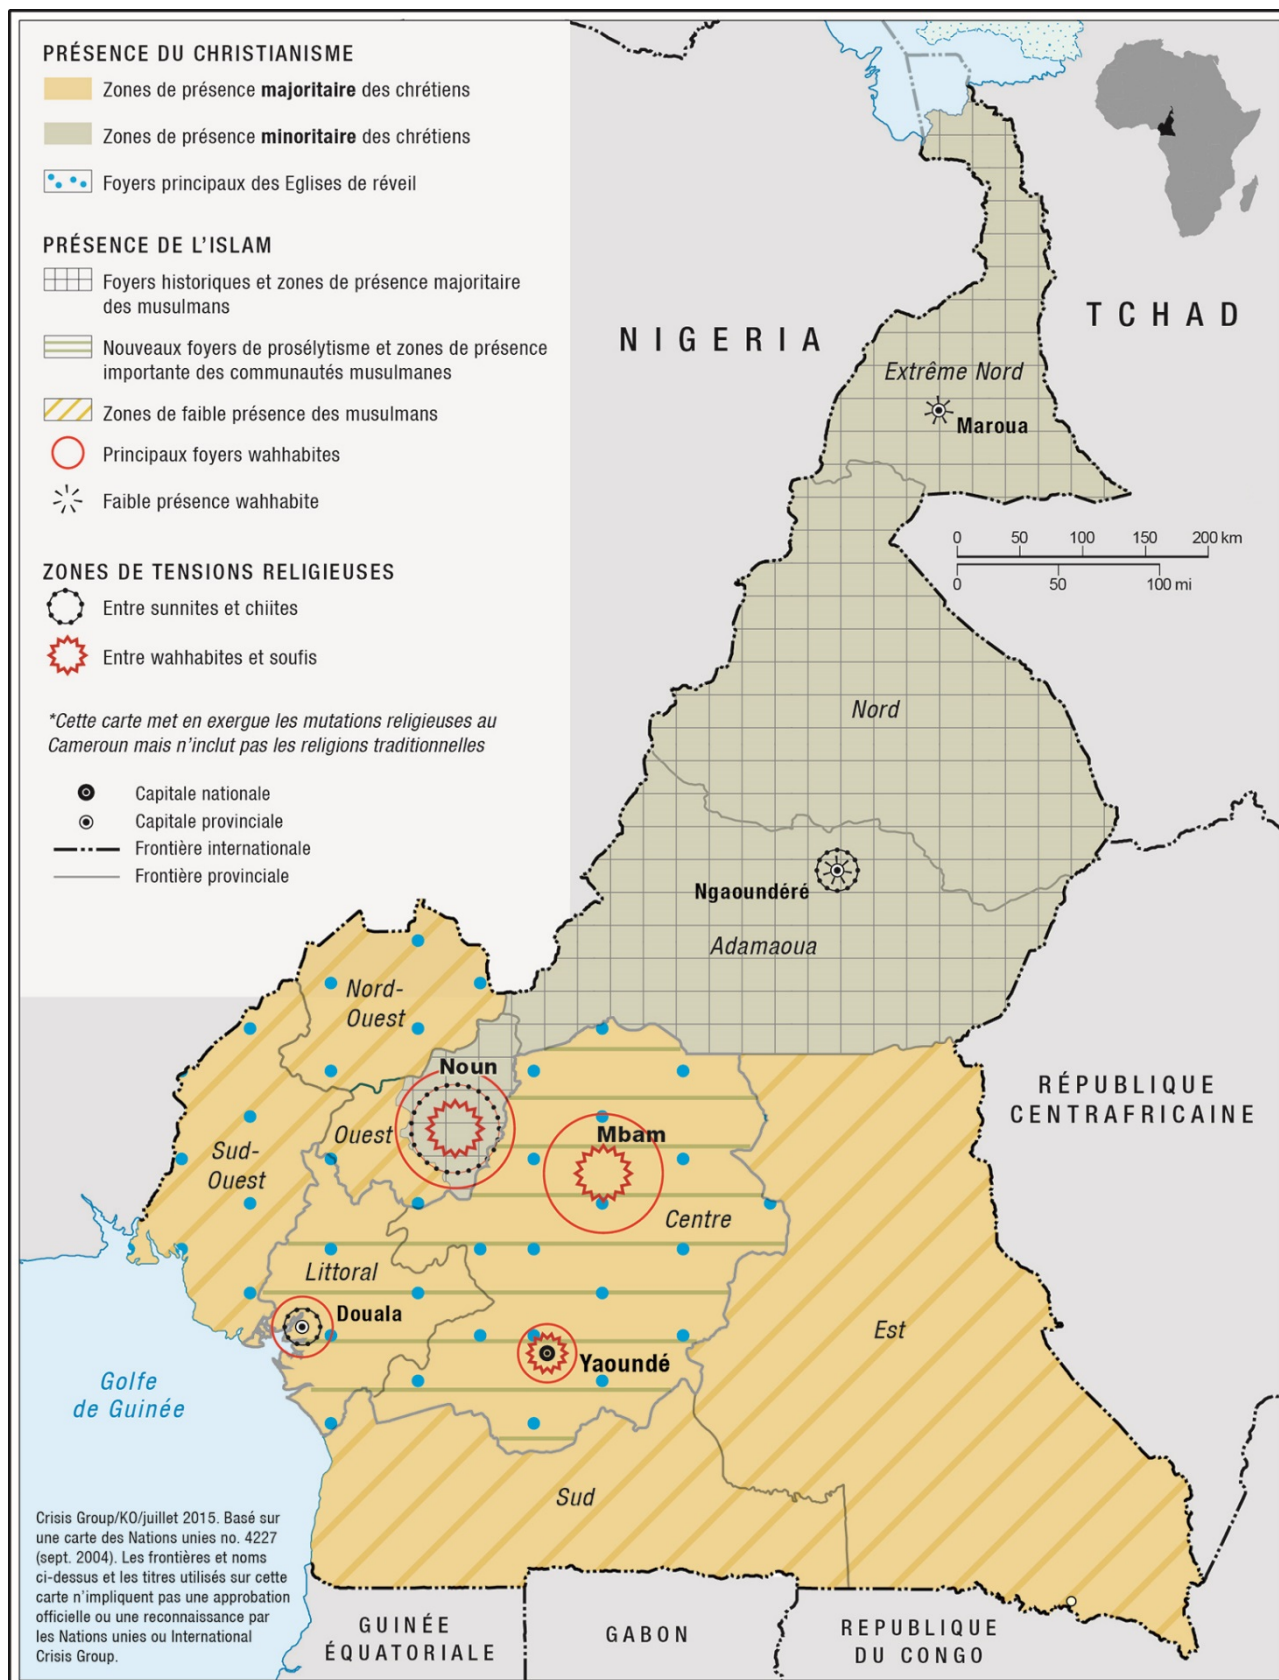 PRÉSENCE DU CHRISTIANISME
Zones de présence majoritaire des chrétiens
Zones de présence minoritaire des chrétiens
Foyers principaux des Eglises de réveil
PRÉSENCE DE L'ISLAM
Foyers historiques et zones de présence majoritaire
des musulmans
Nouveaux foyers de prosélytisme et zones de présence
importante des communautés musulmanes
Zones de faible présence des musulmans
Principaux foyers wahhabites
Faible présence wahhabite
ZONES DE TENSIONS RELIGIEUSES
Entre sunnites et chiites
Entre wahhabites et soufis
*Cette carte met en exergue les mutations religieuses au
Cameroun mais n'inclut pas les religions traditionnelles
Capitale nationale
Capitale provinciale
Frontière internationale
Frontière provinciale
NIGERIA
TCHAD
Extrême Nord
Maroua
0 50 100 150 200 km
0 50 100 mi
Nord
Ngaoundéré
Adamaoua
Nord-
Ouest
Noun
RÉPUBLIQUE
CENTRAFRICAINE
Ouest
Mbam
Sud-
Ouest
Centre
Littoral
Douala
Est
Yaoundé
Golfe
de Guinée
Sud
Crisis Group/KO/juillet 2015. Basé sur
une carte des Nations unies no. 4227
(sept. 2004). Les frontières et noms
ci-dessus et les titres utilisés sur cette
carte n'impliquent pas une approbation
officielle ou une reconnaissance par
les Nations unies ou International
Crisis Group.
GUINÉE
ÉQUATORIALE
GABON
REPUBLIQUE
DU CONGO